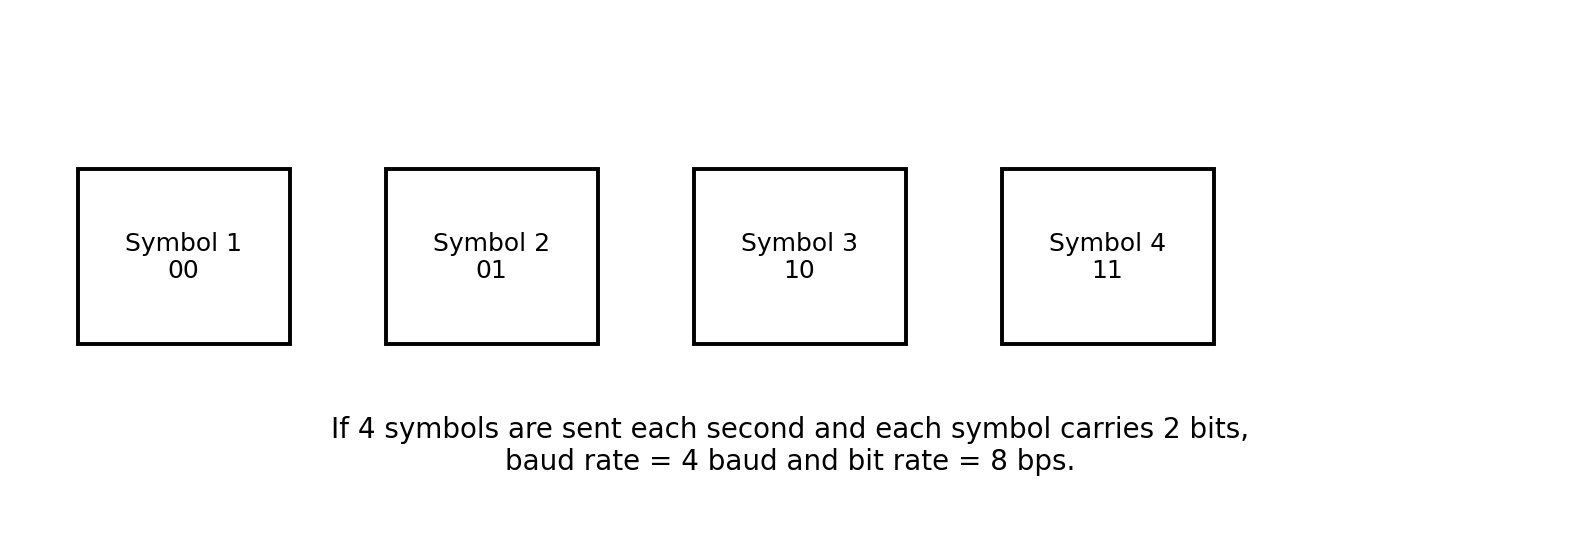 Symbol 1
00
Symbol 2
01
Symbol 3
10
Symbol 4
11
If 4 symbols are sent each second and each symbol carries 2 bits,
baud rate = 4 baud and bit rate = 8 bps.